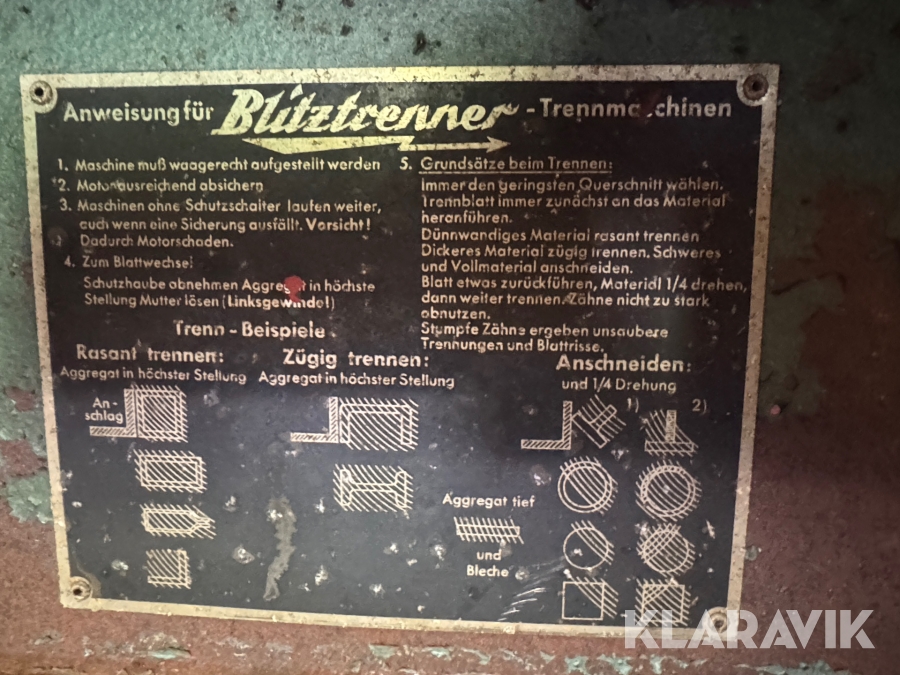 Anweisung für Blitztrenner - Trennmaschinen
1. Maschine muß waagerecht aufgestellt werden
2. Motor ausreichend absichern
3. Maschinen ohne Schutzschalter laufen weiter,
auch wenn eine Sicherung ausfällt. Vorsicht!
Dadurch Motorschaden.
4. Zum Blattwechsel
Schutzhaube abnehmen Aggregat in höchste
Stellung Mutter lösen (Linksgewinde!)
5. Grundsätze beim Trennen:
Immer den geringsten Querschnitt wählen.
Trennblatt immer zunächst an das Material
heranführen.
Dünnwandiges Material rasant trennen
Dickeres Material zügig trennen. Schweres
und Vollmaterial anschneiden.
Blatt etwas zurückführen, Material 1/4 drehen,
dann weiter trennen. Zähne nicht zu stark
abnutzen.
Stumpfe Zähne ergeben unsaubere
Trennungen und Blattrisse.
Trenn - Beispiele
Rasant trennen:
Aggregat in höchster Stellung
An-
schlag
Zügig trennen:
Aggregat in höchster Stellung
Anschneiden:
und 1/4 Drehung
1) 2)
Aggregat tief
und
Bleche
KLARAVIK